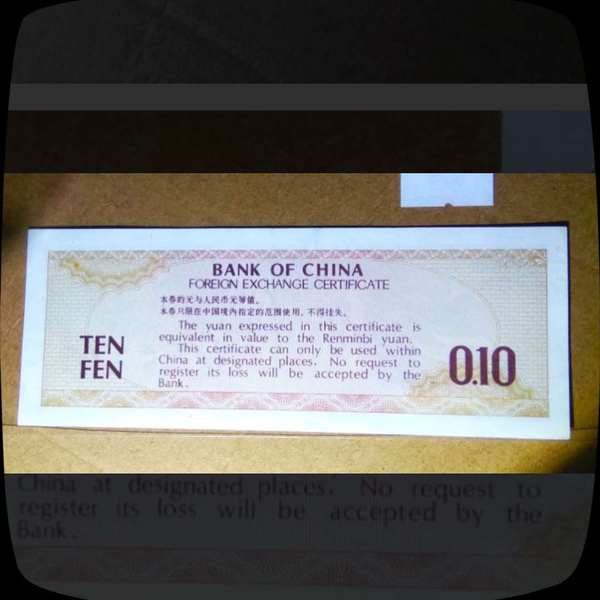 BANK OF CHINA
FOREIGN EXCHANGE CERTIFICATE
本券的元与人民币元等值。
本券只限在中国境内指定的范围使用,不得挂失。
The yuan expressed in this certificate is
equivalent in value to the Renminbi yuan.
This certificate can only be used within
China at designated places. No request to
register its loss will be accepted by the
Bank.
TEN
FEN
0.10
China at designated places. No request to
register its loss will be accepted by the
Bank.